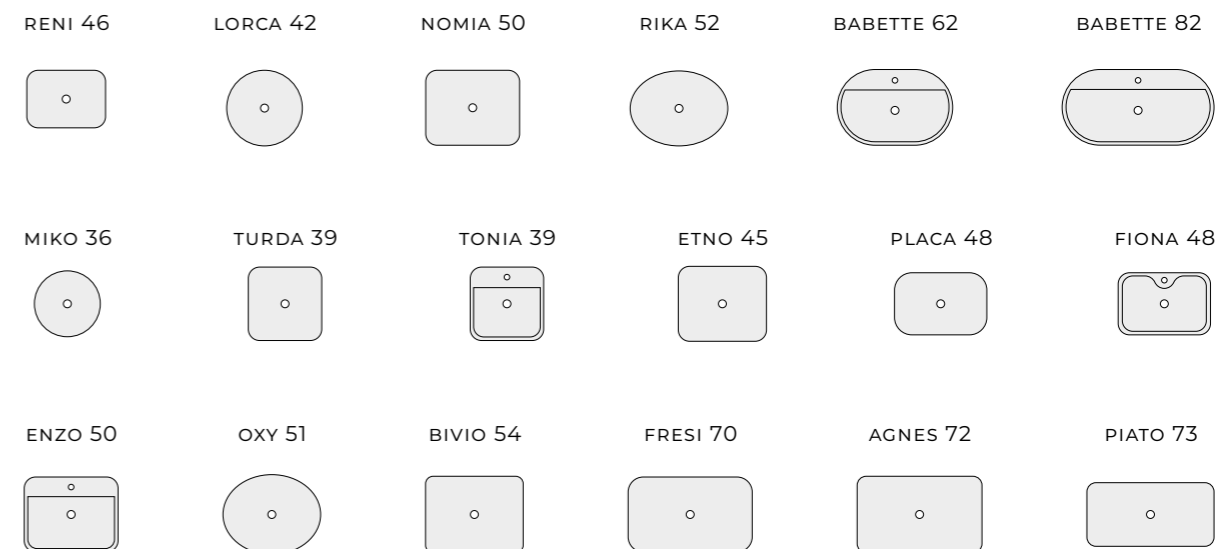 RENI 46 LORCA 42 NOMIA 50 RIKA 52 BABETTE 62 BABETTE 82
MIKO 36 TURDA 39 TONIA 39 ETNO 45 PLACA 48 FIONA 48
ENZO 50 OXY 51 BIVIO 54 FRESI 70 AGNES 72 PIATO 73